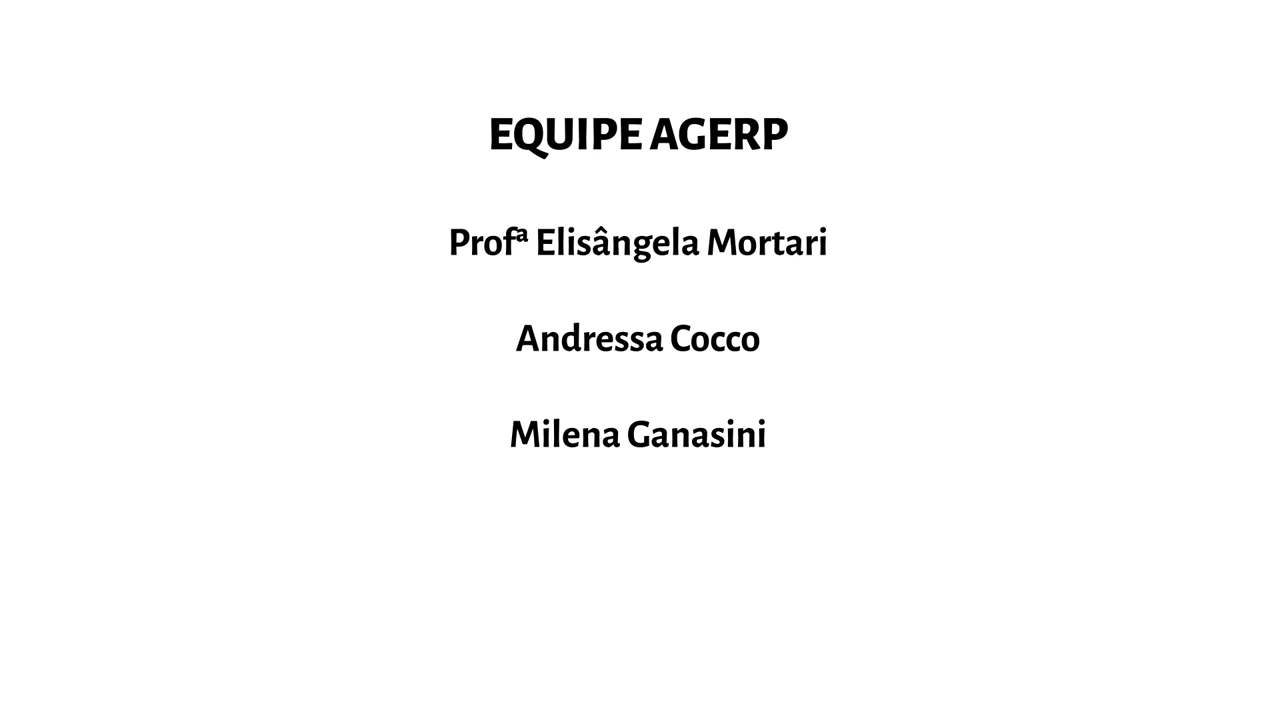 EQUIPE AGERP
Profª Elisângela Mortari
Andressa Cocco
Milena Ganasini